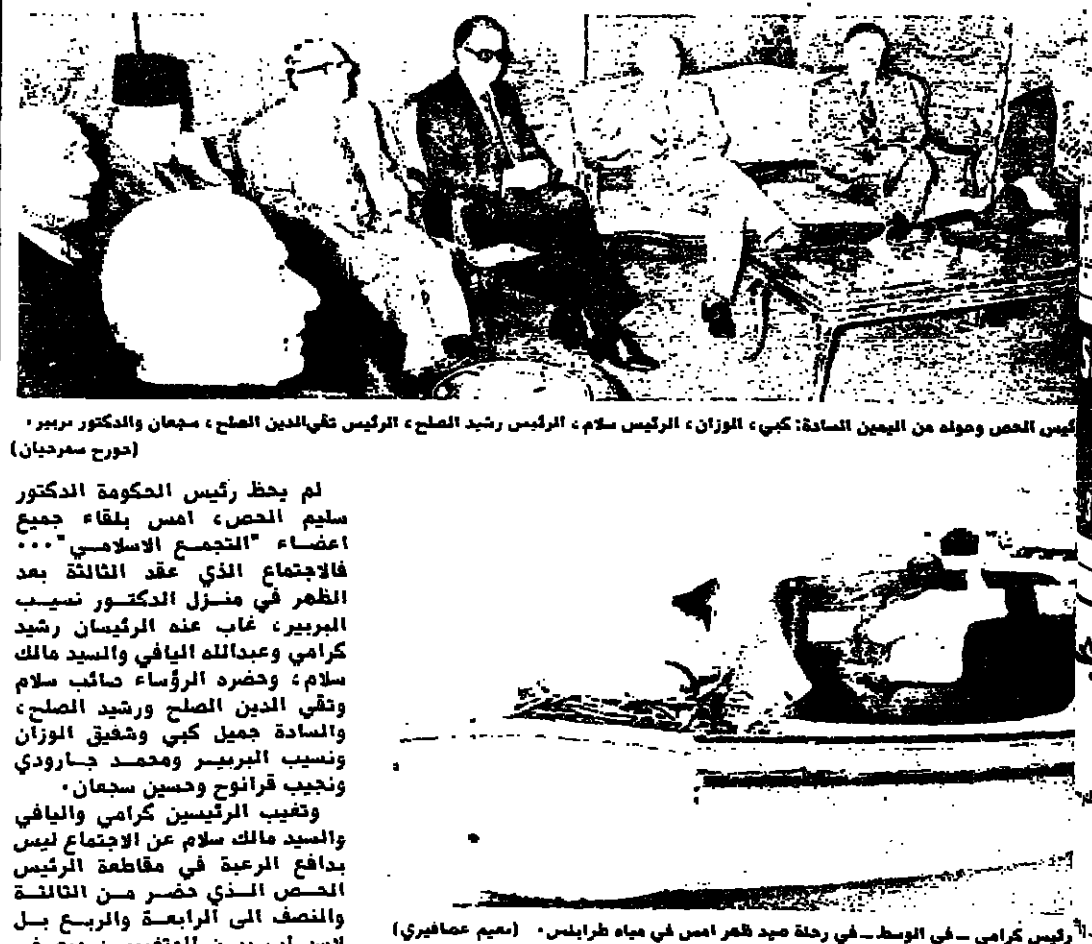 ئيس الحص وحوله من اليمين السادة: كبي، الوزان، الرئيس سلام، الرئيس رشيد الصلح، الرئيس تقي الدين الصلح، سجعان والدكتور بربير.
(جورج سمرجيان)
لم يحظ رئيس الحكومة الدكتور
سليم الحص، امس بلقاء جميع
اعضاء "التجمع الاسلامي"...
فالاجتماع الذي عقد الثالثة بعد
الظهر في منزل الدكتور نسيب
البربير، غاب عنه الرئيسان رشيد
كرامي وعبدالله اليافي والسيد مالك
سلام، وحضره الرؤساء صائب سلام
وتقي الدين الصلح ورشيد الصلح،
والسادة جميل كبي وشفيق الوزان
ونسيب البربير ومحمد جارودي
ونجيب قرانوح وحسين سجعان.
وتغيب الرئيسين كرامي واليافي
والسيد مالك سلام عن الاجتماع ليس
بدافع الرغبة في مقاطعة الرئيس
الحص الذي حضر من الثالثة
والنصف الى الرابعة والربع بل
رئيس كرامي – في الوسط – في رحلة صيد ظهر امس في مياه طرابلس. (نعيم عصافيري)